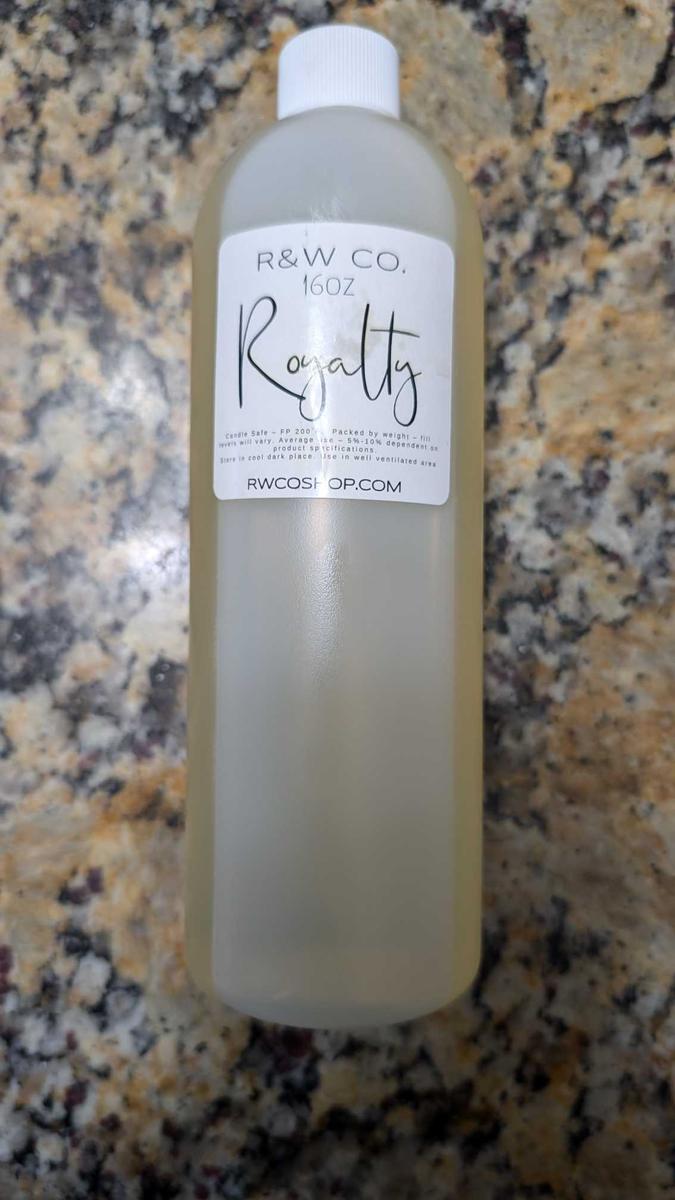 R&W CO.
16OZ
Royalty
Candle Safe – FP 200 Packed by weight – fill
levels will vary. Average use – 5%-10% dependent on
product specifications.
Store in cool dark place. Use in well ventilated area
RWCOSHOP.COM